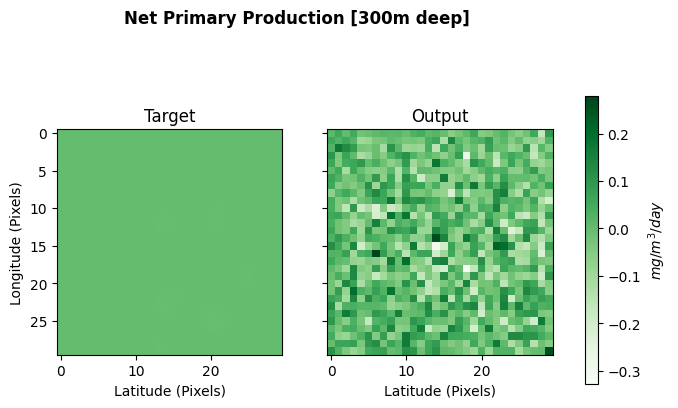 Net Primary Production [300m deep]
Target
Output
0
5
10
15
20
25
Longitude (Pixels)
0
20
Latitude (Pixels)
0
20
Latitude (Pixels)
0.2
0.1
0.0
−0.1
−0.2
−0.3
mg/m³/day